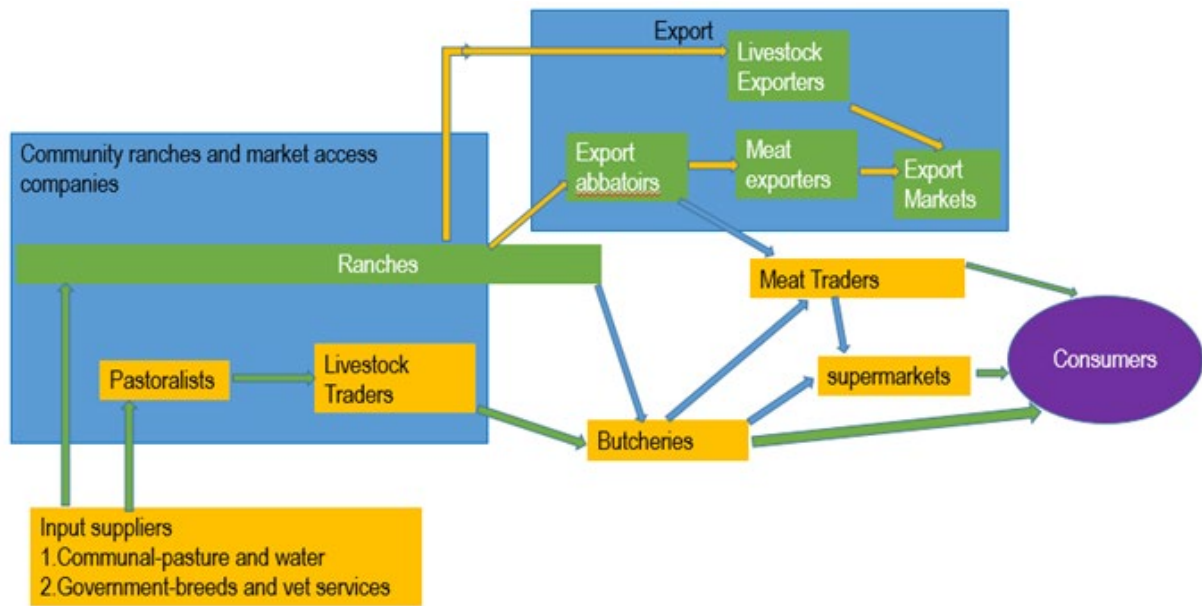 Export
Livestock
Exporters
Community ranches and market access
companies
Export
abbatoirs
Meat
exporters
Export
Markets
Ranches
Meat Traders
Pastoralists
Livestock
Traders
supermarkets
Consumers
Butcheries
Input suppliers
1.Communal-pasture and water
2.Government-breeds and vet services